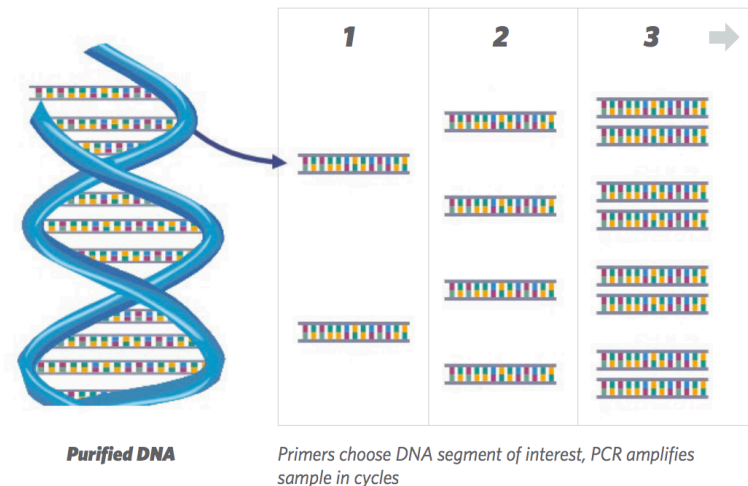 1
2
3
Purified DNA
Primers choose DNA segment of interest, PCR amplifies
sample in cycles